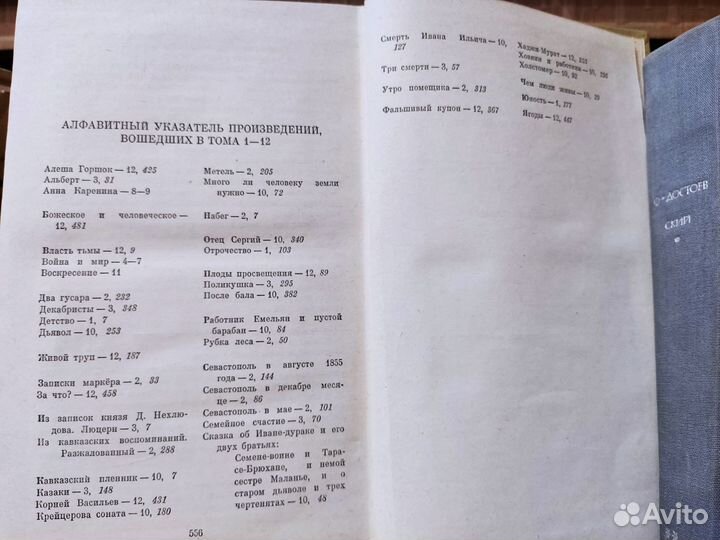 АЛФАВИТНЫЙ УКАЗАТЕЛЬ ПРОИЗВЕДЕНИЙ,
ВОШЕДШИХ В ТОМА 1—12
Алеша Горшок — 12, 425
Альберт — 3, 31
Анна Каренина — 8—9
Божеское и человеческое —
12, 481
Власть тьмы — 12, 9
Война и мир — 4—7
Воскресение — 11
Два гусара — 2, 232
Декабристы — 3, 348
Детство — 1, 7
Дьявол — 10, 253
Живой труп — 12, 187
Записки маркёра — 2, 33
За что? — 12, 458
Из записок князя Д. Нехлю-
дова. Люцерн — 3, 7
Из кавказских воспоминаний.
Разжалованный — 2, 288
Кавказский пленник — 10, 7
Казаки — 3, 148
Корней Васильев — 12, 431
Крейцерова соната — 10, 180
Метель — 2, 205
Много ли человеку земли
нужно — 10, 72
Набег — 2, 7
Отец Сергий — 10, 340
Отрочество — 1, 103
Плоды просвещения — 12, 89
Поликушка — 3, 295
После бала — 10, 382
Работник Емельян и пустой
барабан — 10, 84
Рубка леса — 2, 50
Севастополь в августе 1855
года — 2, 144
Севастополь в декабре меся-
це — 2, 86
Севастополь в мае — 2, 101
Семейное счастие — 3, 70
Сказка об Иване-дураке и его
двух братьях:
Семене-воине и Тара-
се-Брюхане, и немой
сестре Маланье, и о
старом дьяволе и трех
чертенятах — 10, 48
556
Смерть Ивана Ильича — 10,
127
Три смерти — 3, 57
Утро помещика — 2, 313
Фальшивый купон — 12, 367
Хаджи-Мурат — 12,
Хозяин и работник — 10,
Холстомер — 10, 92
Чем люди живы — 10, 29
Юность — 1, 177
Ягоды — 12, 447
ДОСТОЕВ
СКИЙ
Avito